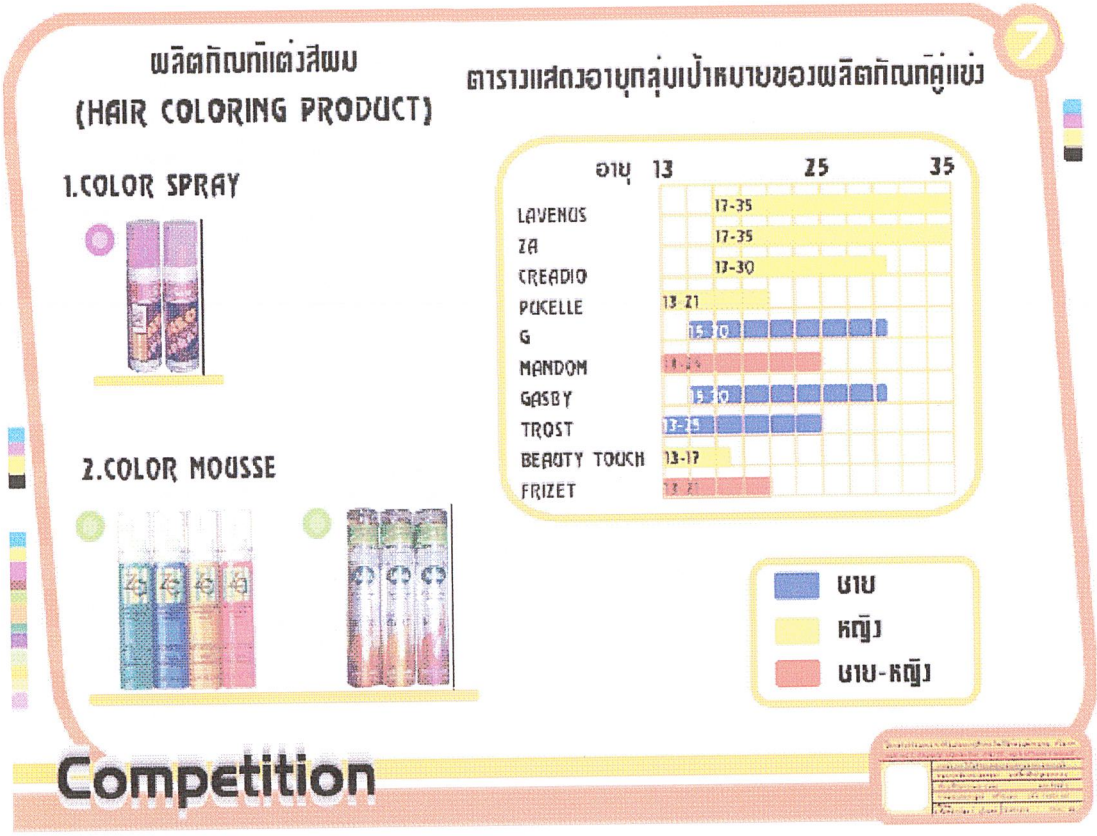 7
ผลิตภัณฑ์แต่งสีผม
(HAIR COLORING PRODUCT)
1.COLOR SPRAY
2.COLOR MOUSSE
ตารางแสดงอายุกลุ่มเป้าหมายของผลิตภัณฑ์คู่แข่ง
อายุ 13 25 35
LAVENUS 17-35
ZA 17-35
CREADIO 17-30
PUCELLE 13-21
G 15-30
MANDOM
GASBY 15-30
TROST 13-25
BEAUTY TOUCH 13-17
FRIZET 13-21
ชาย
หญิง
ชาย-หญิง
Competition